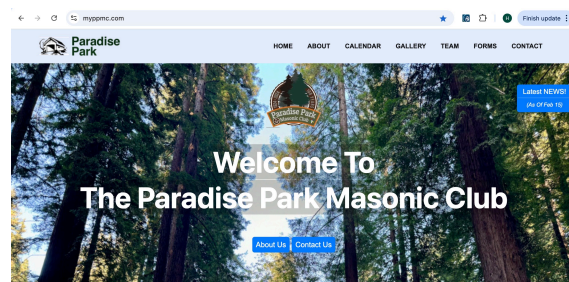 myppmc.com
Finish update
Paradise
Park
HOME ABOUT CALENDAR GALLERY TEAM FORMS CONTACT
Latest NEWS!
(As Of Feb 15)
Paradise Park
Masonic Club
Welcome To
The Paradise Park Masonic Club
About Us Contact Us